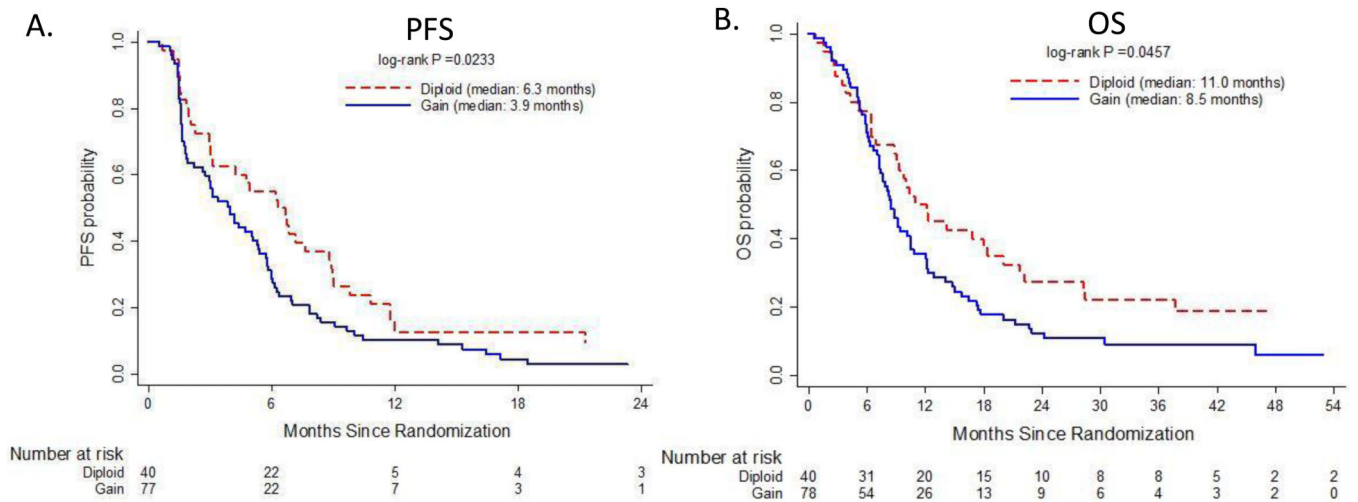 A.
PFS
log-rank P =0.0233
Diploid (median: 6.3 months)
Gain (median: 3.9 months)
PFS probability
1.0
0.8
0.6
0.4
0.2
0.0
0 6 12 18 24
Months Since Randomization
Number at risk
Diploid 40 22 5 4 3
Gain 77 22 7 3 1
B.
OS
log-rank P =0.0457
Diploid (median: 11.0 months)
Gain (median: 8.5 months)
OS probability
1.0
0.8
0.6
0.4
0.2
0.0
0 6 12 18 24 30 36 42 48 54
Months Since Randomization
Number at risk
Diploid 40 31 20 15 10 8 8 5 2 2
Gain 78 54 26 13 9 6 4 5 2 0